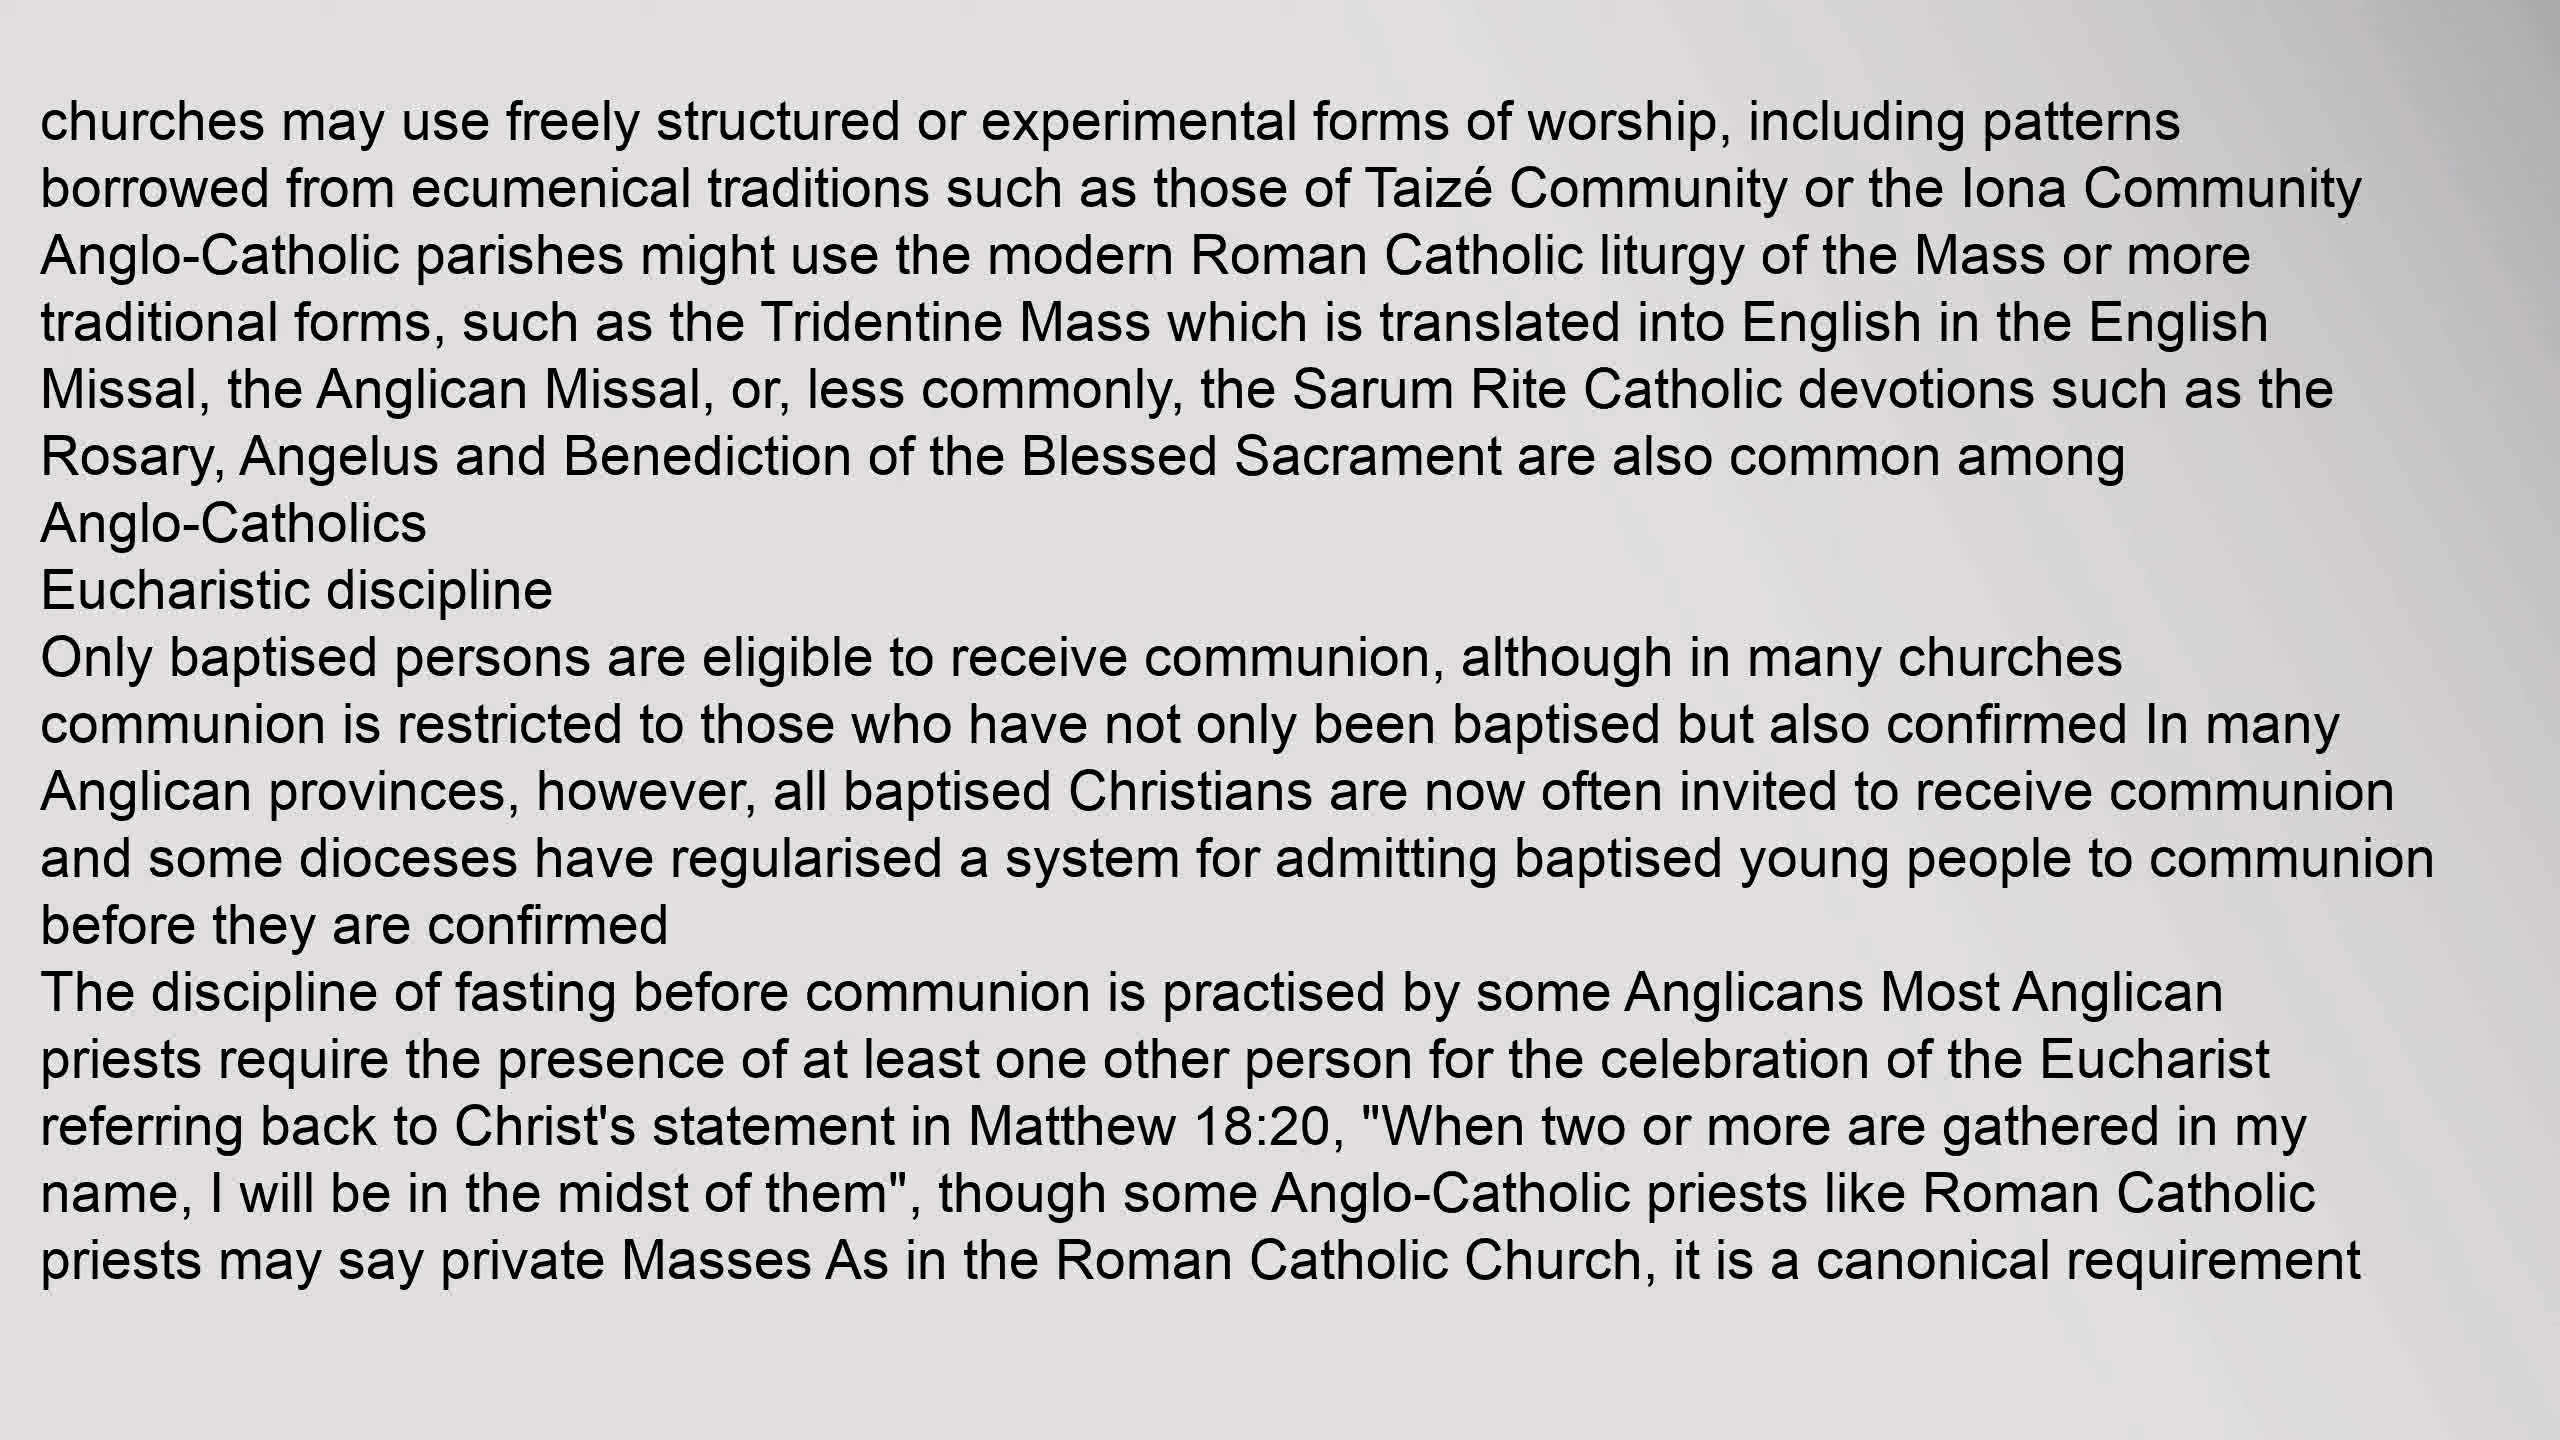 churches may use freely structured or experimental forms of worship, including patterns
borrowed from ecumenical traditions such as those of Taizé Community or the Iona Community
Anglo-Catholic parishes might use the modern Roman Catholic liturgy of the Mass or more
traditional forms, such as the Tridentine Mass which is translated into English in the English
Missal, the Anglican Missal, or, less commonly, the Sarum Rite Catholic devotions such as the
Rosary, Angelus and Benediction of the Blessed Sacrament are also common among
Anglo-Catholics
Eucharistic discipline
Only baptised persons are eligible to receive communion, although in many churches
communion is restricted to those who have not only been baptised but also confirmed In many
Anglican provinces, however, all baptised Christians are now often invited to receive communion
and some dioceses have regularised a system for admitting baptised young people to communion
before they are confirmed
The discipline of fasting before communion is practised by some Anglicans Most Anglican
priests require the presence of at least one other person for the celebration of the Eucharist
referring back to Christ's statement in Matthew 18:20, "When two or more are gathered in my
name, I will be in the midst of them", though some Anglo-Catholic priests like Roman Catholic
priests may say private Masses As in the Roman Catholic Church, it is a canonical requirement